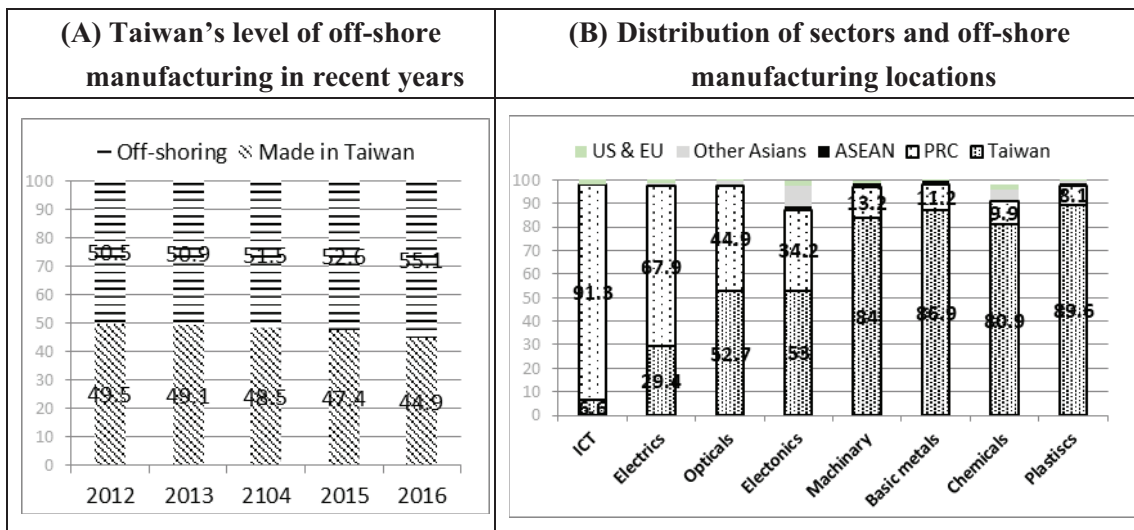 (A) Taiwan’s level of off-shore
manufacturing in recent years
(B) Distribution of sectors and off-shore
manufacturing locations
Off-shoring Made in Taiwan
100
90
80
70
60
50
40
30
20
10
0
50.5 50.9 51.5 52.6 55.1
49.5 49.1 48.5 47.4 44.9
2012 2013 2104 2015 2016
US & EU Other Asians ASEAN PRC Taiwan
100
90
80
70
60
50
40
30
20
10
0
91.3 67.9 44.9 34.2 13.2 11.2 9.9 8.1
6.6 29.4 52.7 53 84 86.9 80.9 89.6
ICT
Electrics
Opticals
Electonics
Machinary
Basic metals
Chemicals
Plastiscs